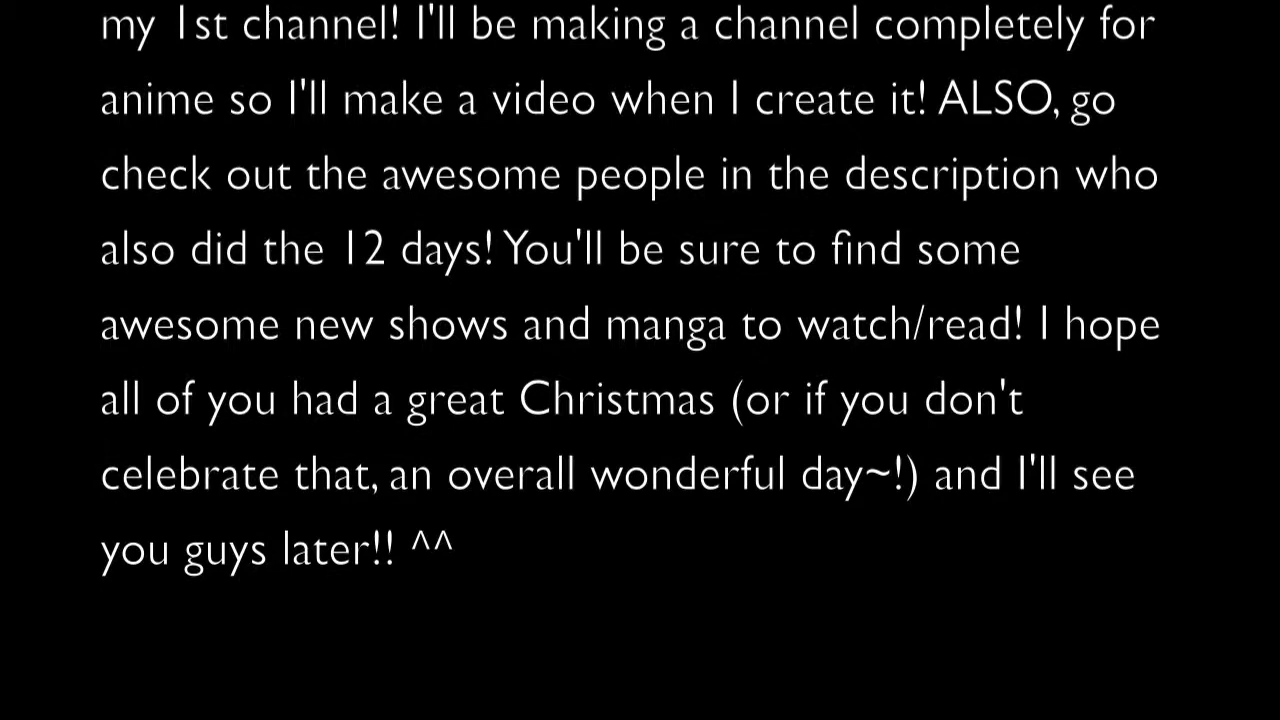 my 1st channel! I'll be making a channel completely for
anime so I'll make a video when I create it! ALSO, go
check out the awesome people in the description who
also did the 12 days! You'll be sure to find some
awesome new shows and manga to watch/read! I hope
all of you had a great Christmas (or if you don't
celebrate that, an overall wonderful day~!) and I'll see
you guys later!! ^^